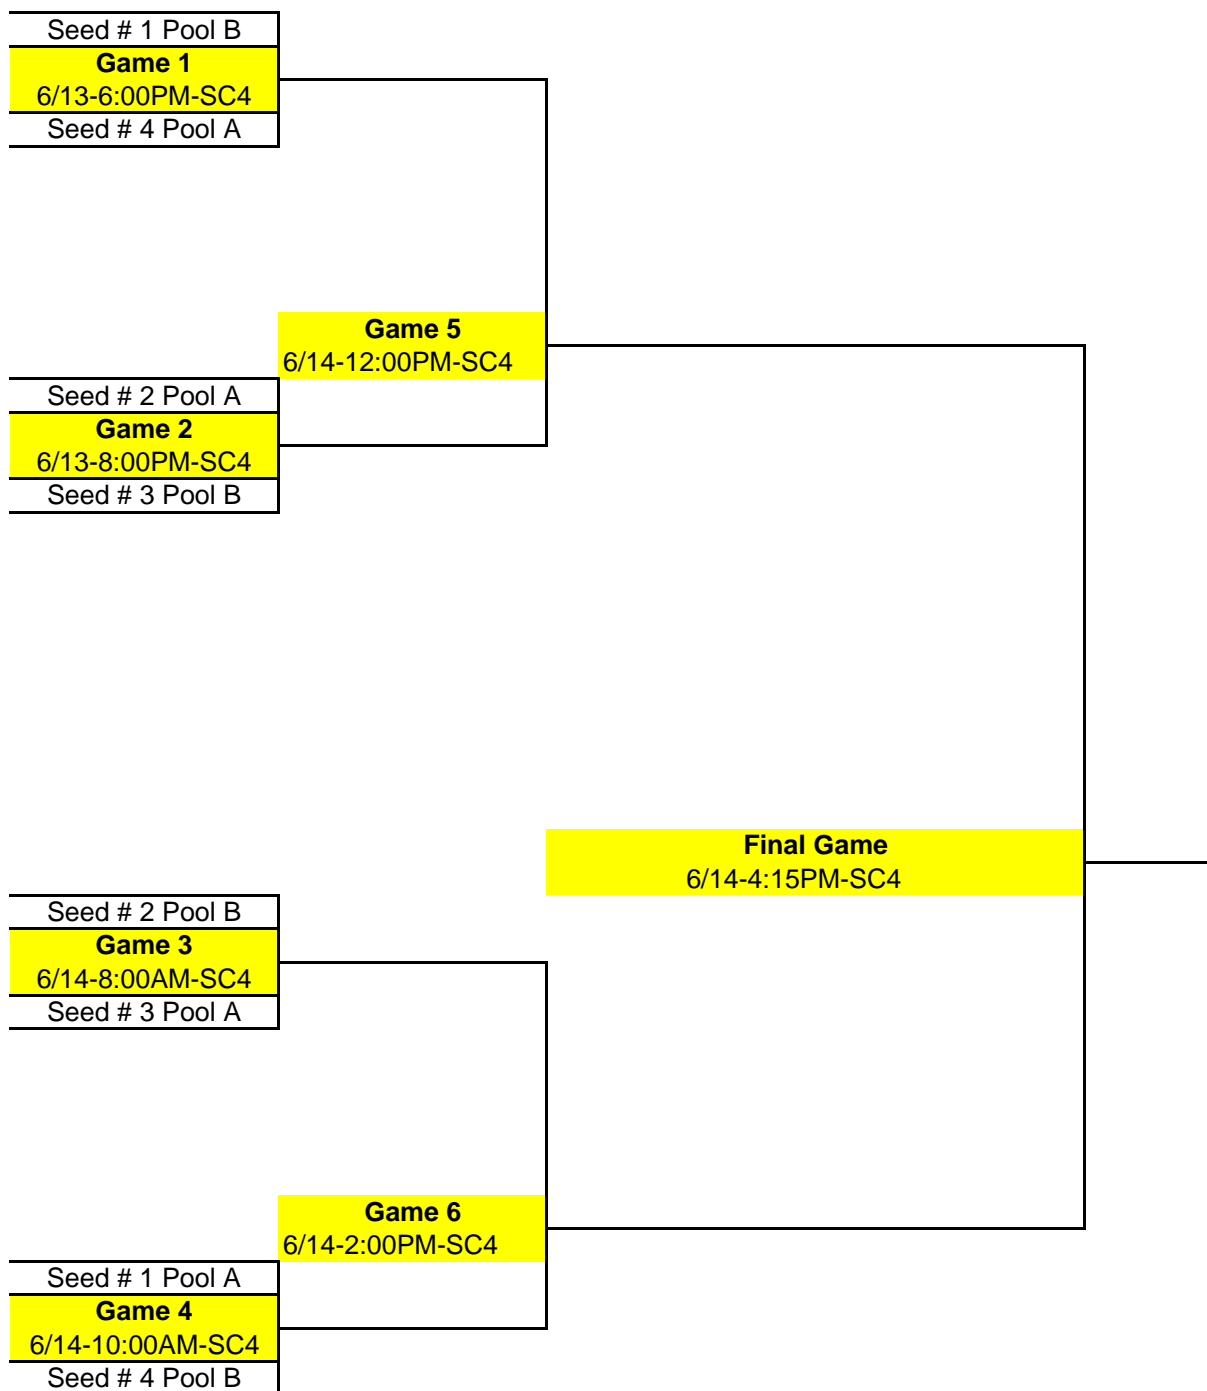 Seed # 1 Pool B
Game 1
6/13-6:00PM-SC4
Seed # 4 Pool A
Game 5
6/14-12:00PM-SC4
Seed # 2 Pool A
Game 2
6/13-8:00PM-SC4
Seed # 3 Pool B
Final Game
6/14-4:15PM-SC4
Seed # 2 Pool B
Game 3
6/14-8:00AM-SC4
Seed # 3 Pool A
Game 6
6/14-2:00PM-SC4
Seed # 1 Pool A
Game 4
6/14-10:00AM-SC4
Seed # 4 Pool B